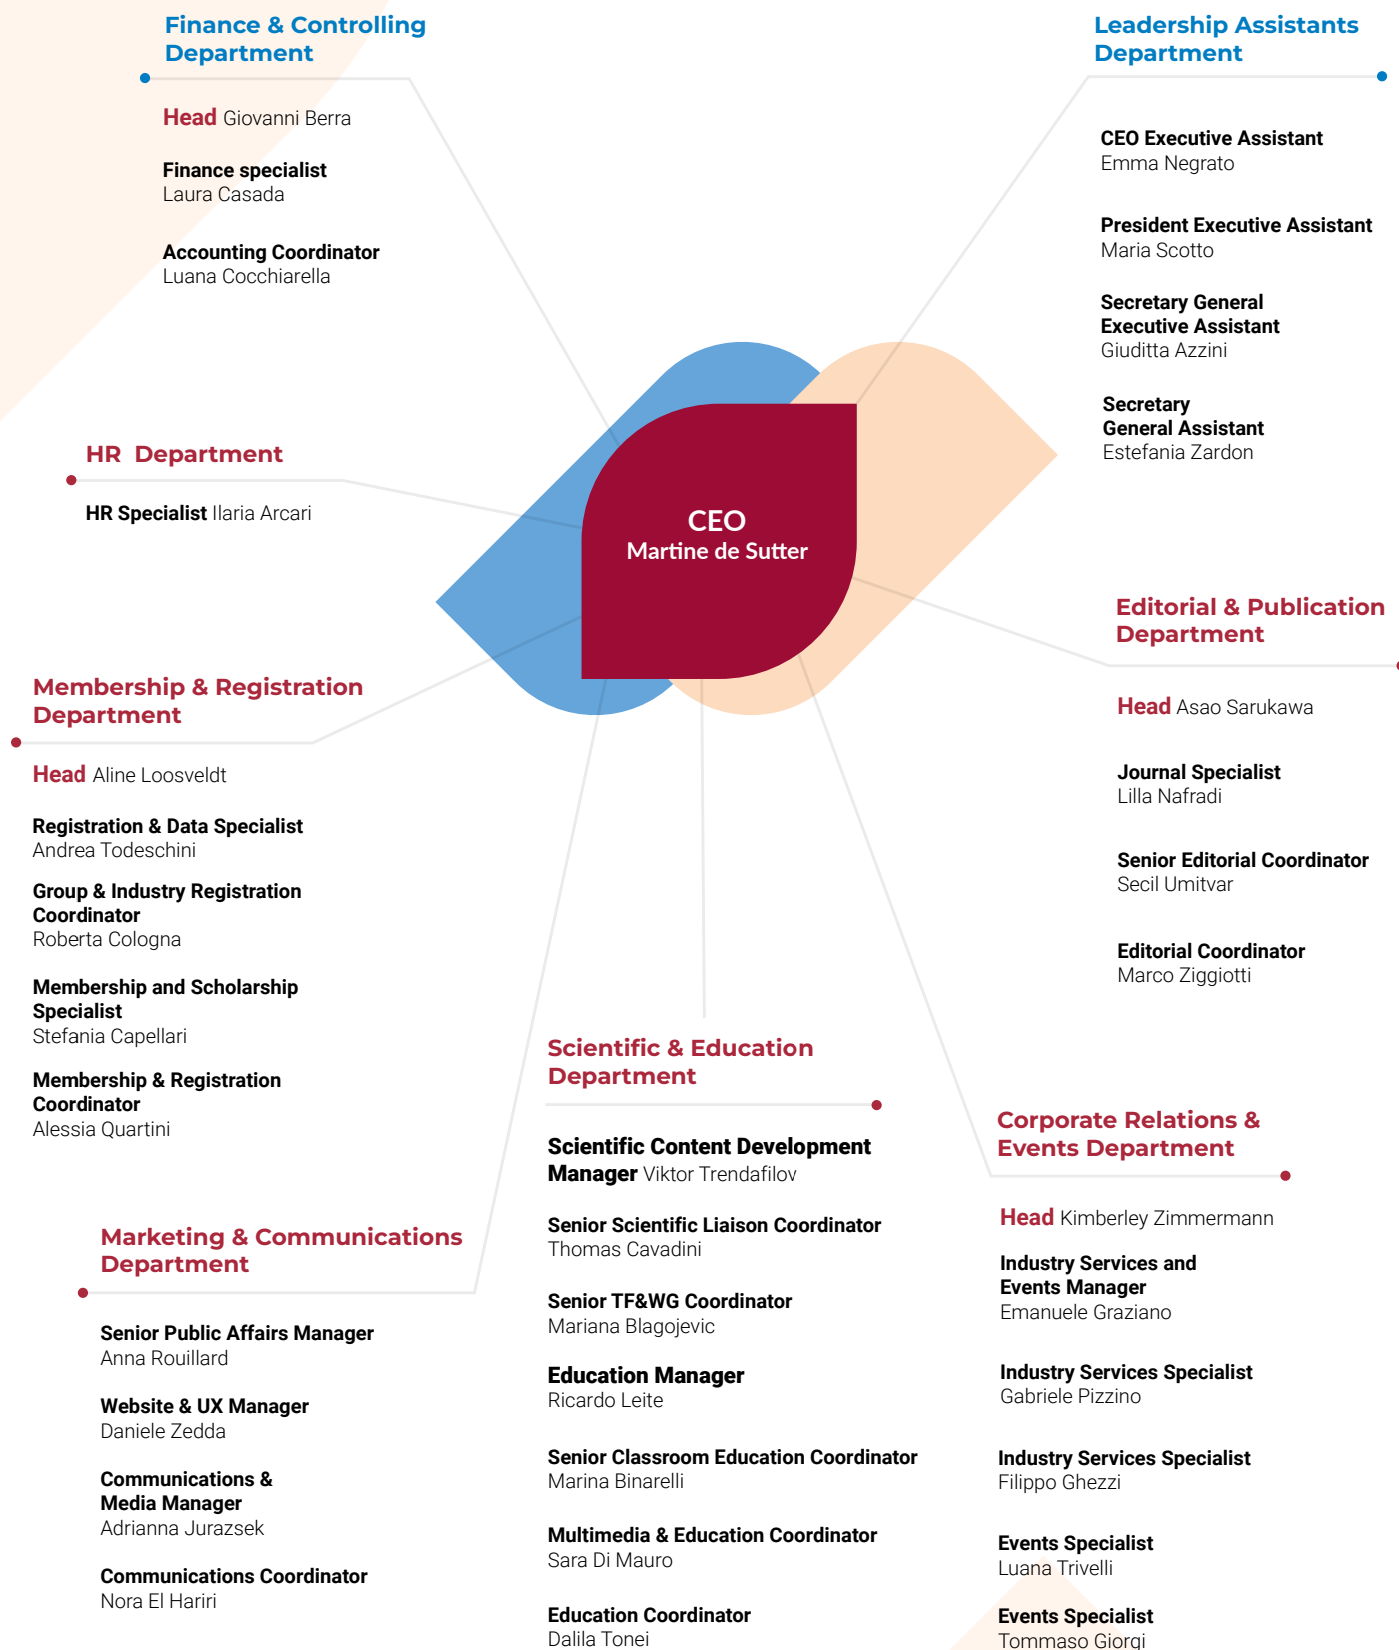 Finance & Controlling
Department
Head Giovanni Berra
Finance specialist
Laura Casada
Accounting Coordinator
Luana Cocchiarella
Leadership Assistants
Department
CEO Executive Assistant
Emma Negrato
President Executive Assistant
Maria Scotto
Secretary General
Executive Assistant
Giuditta Azzini
Secretary
General Assistant
Estefania Zardon
HR Department
HR Specialist Ilaria Arcari
CEO
Martine de Sutter
Editorial & Publication
Department
Head Asao Sarukawa
Journal Specialist
Lilla Nafradi
Senior Editorial Coordinator
Secil Umitvar
Editorial Coordinator
Marco Ziggiotti
Membership & Registration
Department
Head Aline Loosveldt
Registration & Data Specialist
Andrea Todeschini
Group & Industry Registration
Coordinator
Roberta Cologna
Membership and Scholarship
Specialist
Stefania Capellari
Membership & Registration
Coordinator
Alessia Quartini
Marketing & Communications
Department
Senior Public Affairs Manager
Anna Rouillard
Website & UX Manager
Daniele Zedda
Communications &
Media Manager
Adrianna Jurazsek
Communications Coordinator
Nora El Hariri
Scientific & Education
Department
Scientific Content Development
Manager Viktor Trendafilov
Senior Scientific Liaison Coordinator
Thomas Cavadini
Senior TF&WG Coordinator
Mariana Blagojevic
Education Manager
Ricardo Leite
Senior Classroom Education Coordinator
Marina Binarelli
Multimedia & Education Coordinator
Sara Di Mauro
Education Coordinator
Dalila Tonei
Corporate Relations &
Events Department
Head Kimberley Zimmermann
Industry Services and
Events Manager
Emanuele Graziano
Industry Services Specialist
Gabriele Pizzino
Industry Services Specialist
Filippo Ghezzi
Events Specialist
Luana Trivelli
Events Specialist
Tommaso Giorgi